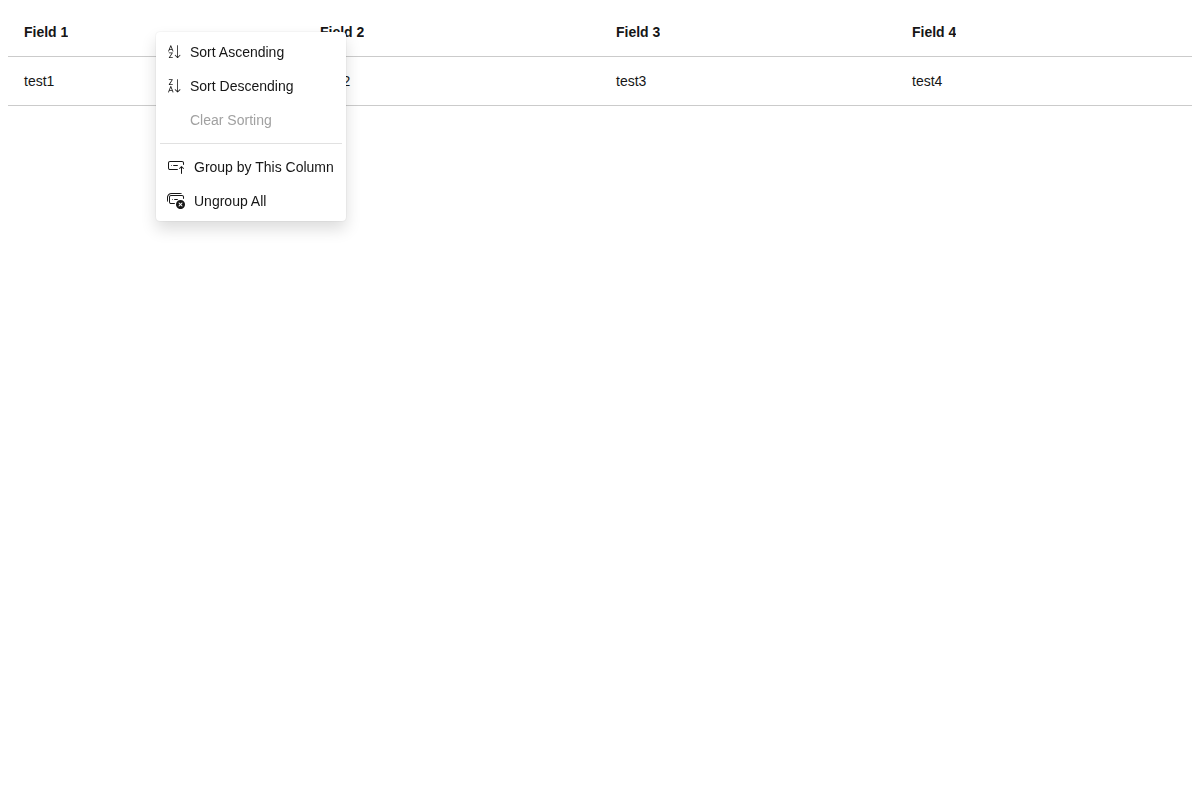 Field 1 Field 2 Field 3 Field 4
Sort Ascending
test1 2 test3 test4
Sort Descending
Clear Sorting
Group by This Column
Ungroup All